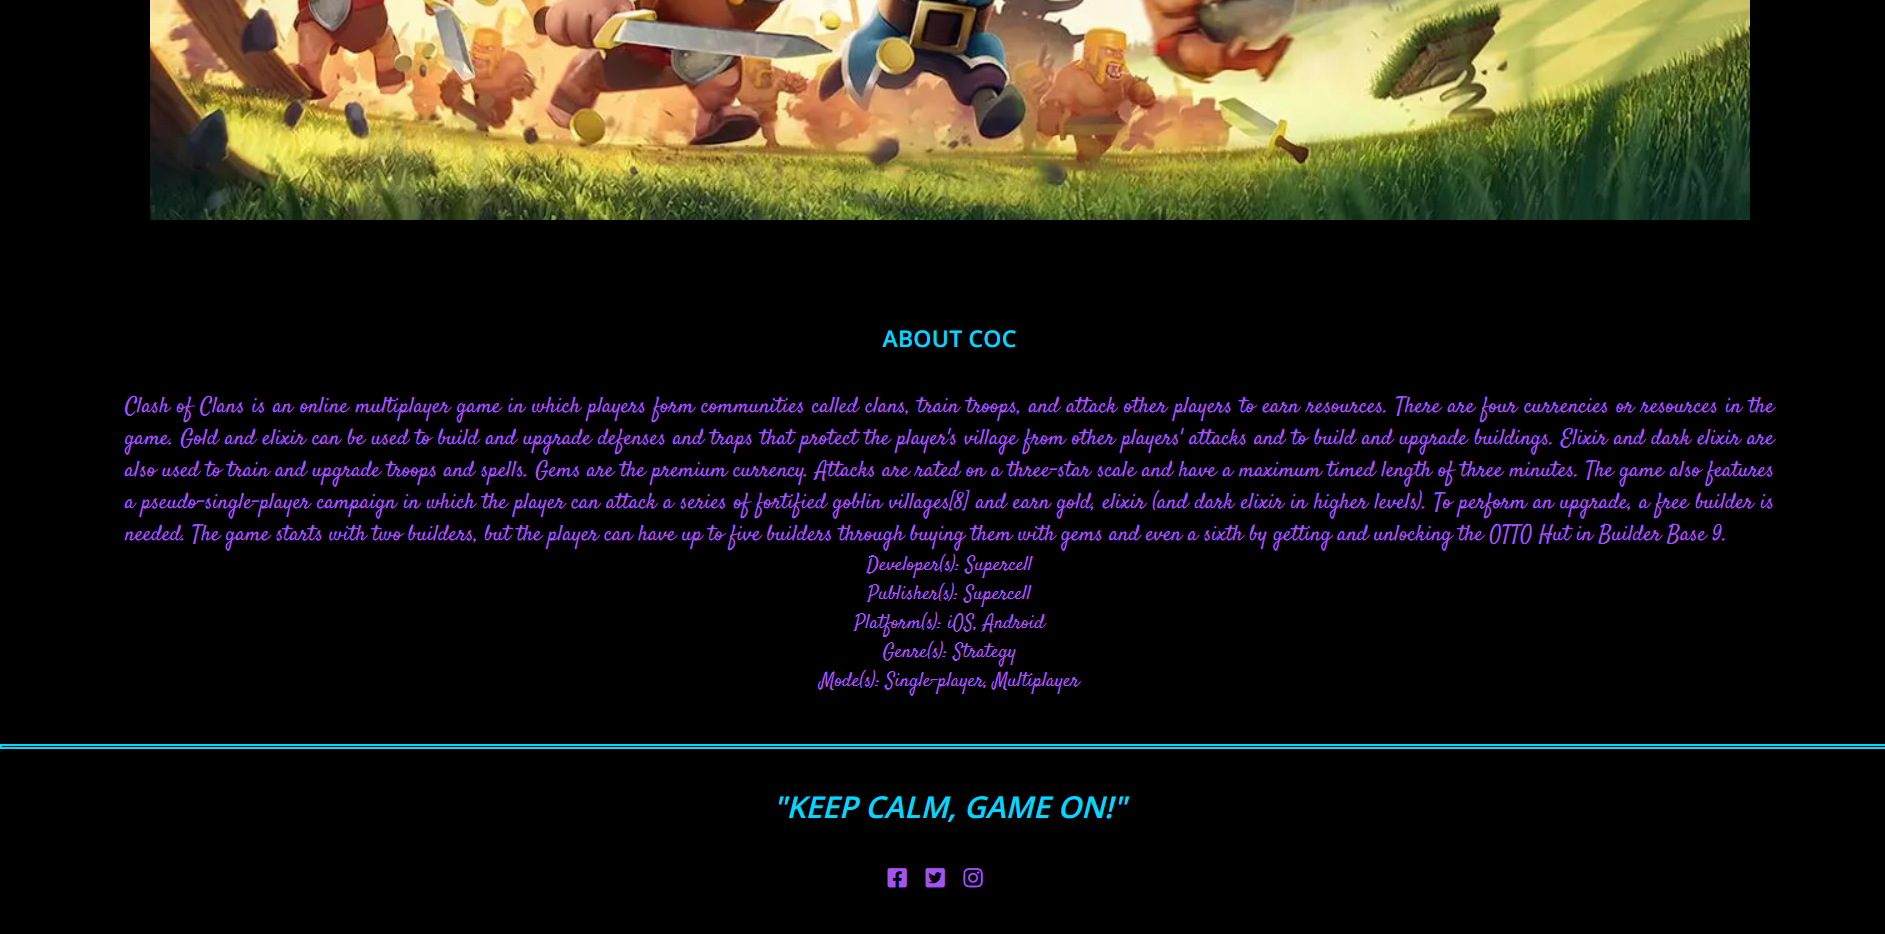 ABOUT COC
Clash of Clans is an online multiplayer game in which players form communities called clans, train troops, and attack other players to earn resources. There are four currencies or resources in the
game. Gold and elixir can be used to build and upgrade defenses and traps that protect the player's village from other players' attacks and to build and upgrade buildings. Elixir and dark elixir are
also used to train and upgrade troops and spells. Gems are the premium currency. Attacks are rated on a three-star scale and have a maximum timed length of three minutes. The game also features
a pseudo-single-player campaign in which the player can attack a series of fortified goblin villages[8] and earn gold, elixir (and dark elixir in higher levels). To perform an upgrade, a free builder is
needed. The game starts with two builders, but the player can have up to five builders through buying them with gems and even a sixth by getting and unlocking the OTTO Hut in Builder Base 9.
Developer(s): Supercell
Publisher(s): Supercell
Platform(s): iOS, Android
Genre(s): Strategy
Mode(s): Single-player, Multiplayer
"KEEP CALM, GAME ON!"